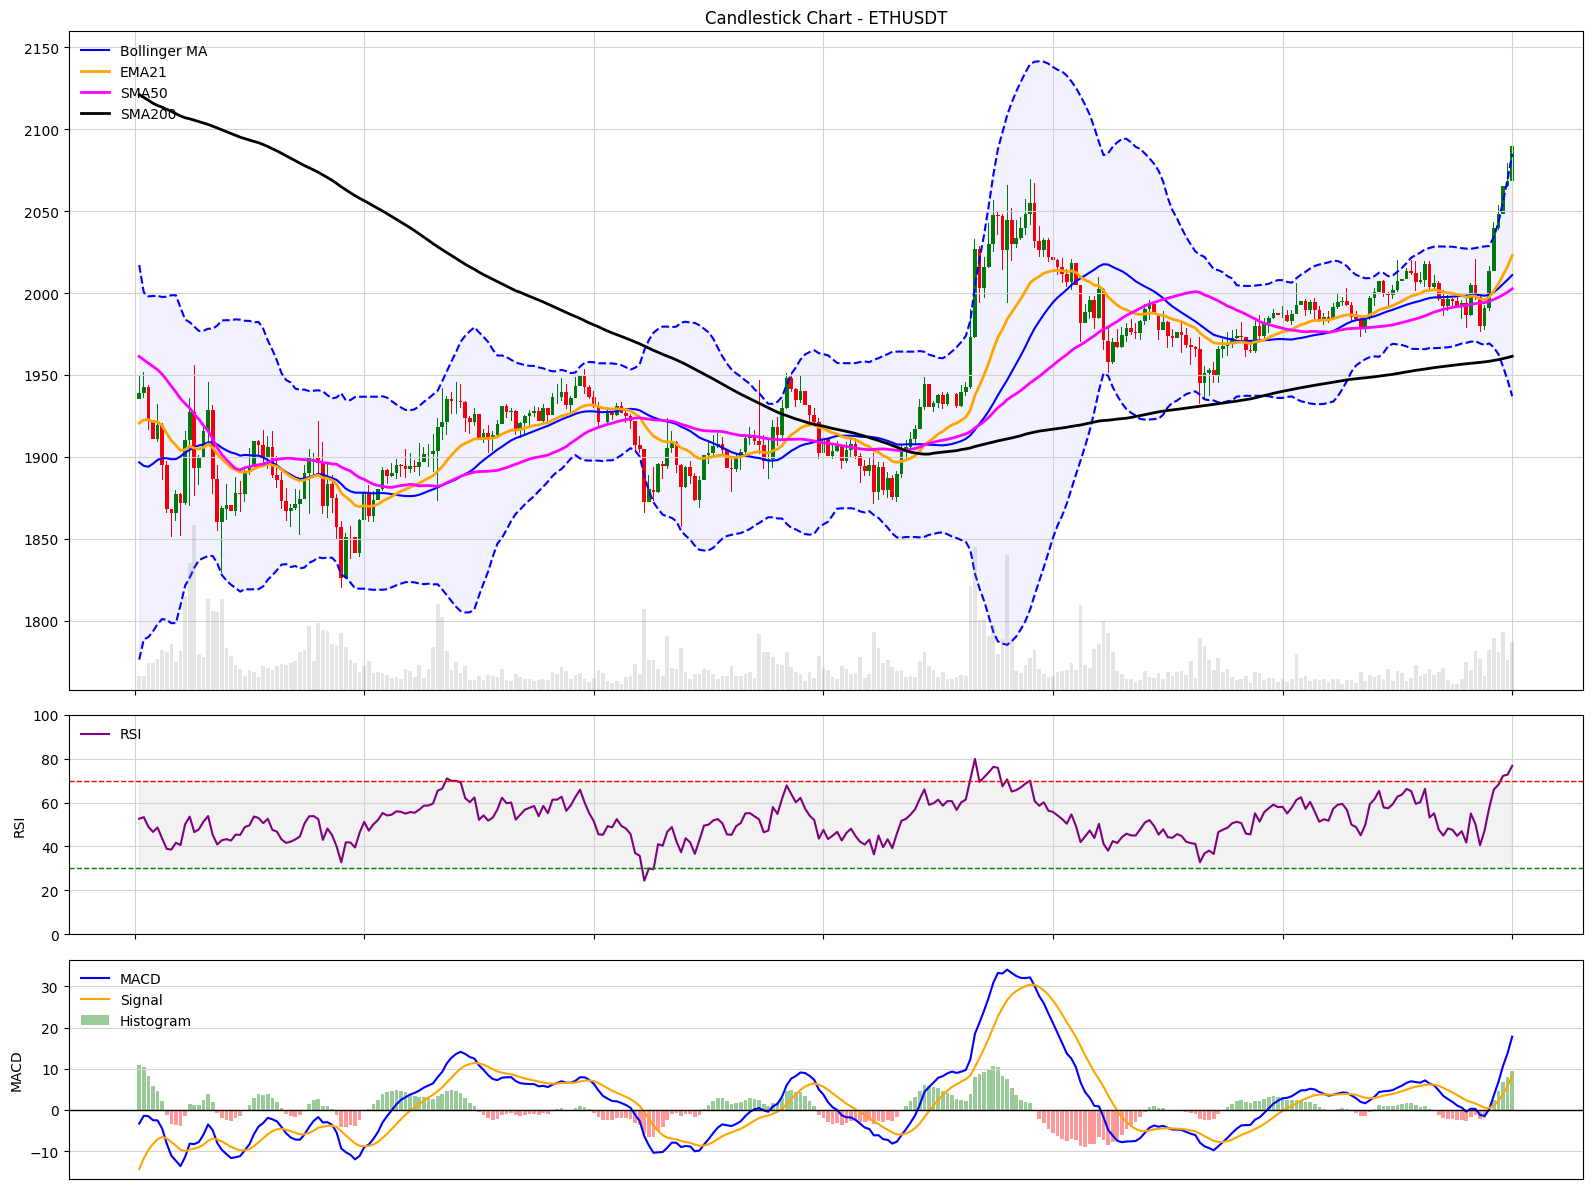 Candlestick Chart - ETHUSDT
Bollinger MA
EMA21
SMA50
SMA200
2150
2100
2050
2000
1950
1900
1850
1800
RSI
100
80
60
40
20
0
RSI
MACD
Signal
Histogram
30
20
10
0
−10
MACD